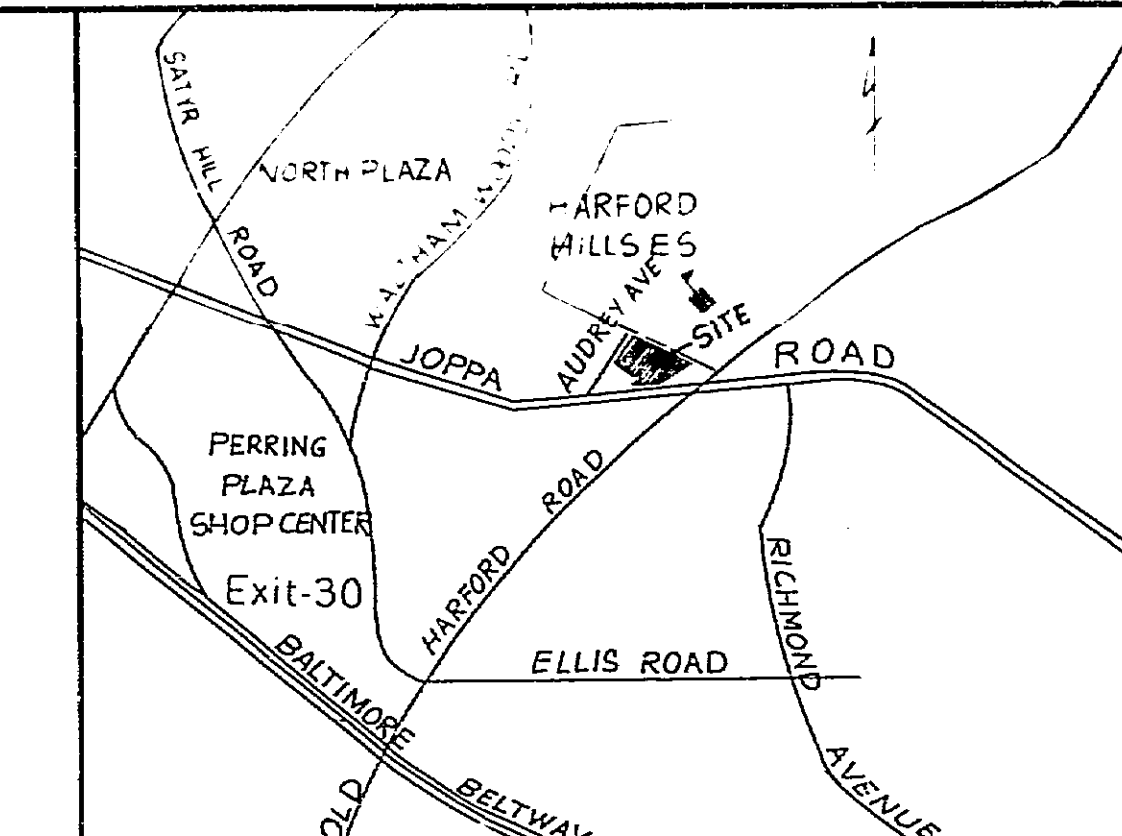 SATYR HILL ROAD
NORTH PLAZA
WALTHAM
HARFORD
HILLS ES
AUDREY AVE
SITE
JOPPA ROAD
PERRING
PLAZA
SHOP CENTER
Exit-30
HARFORD ROAD
ELLIS ROAD
RICHMOND AVENUE
BALTIMORE BELTWAY
OLD
N